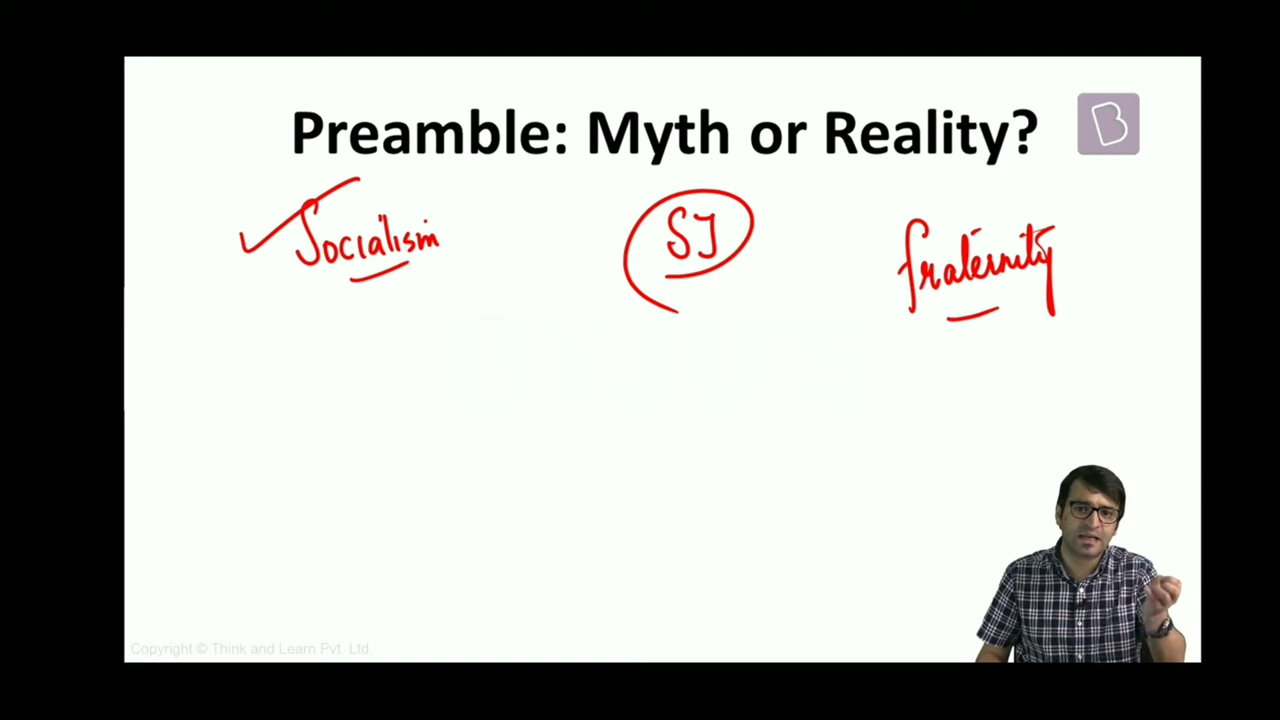 Preamble: Myth or Reality?
B
Socialism
SJ
fraternity
Copyright © Think and Learn Pvt. Ltd